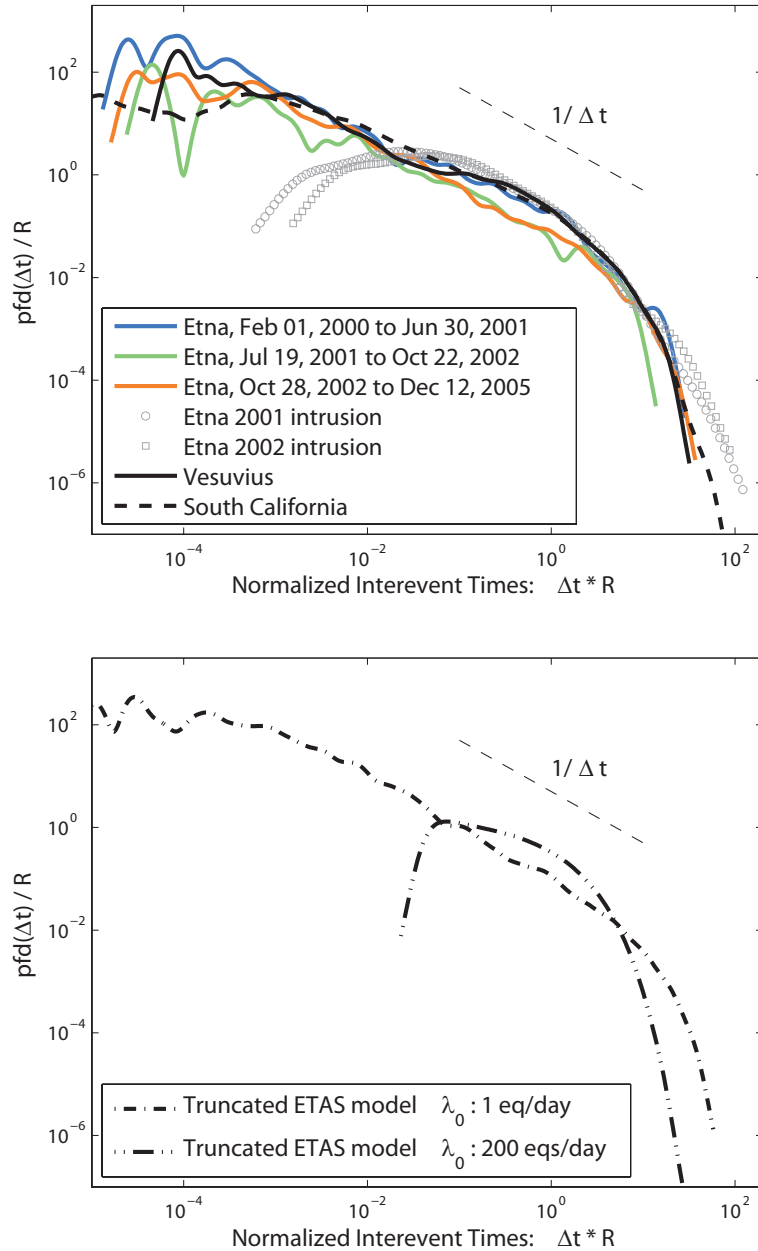 10^2
10^0
10^−2
10^−4
10^−6
pfd(Δt) / R
1/ Δ t
Etna, Feb 01, 2000 to Jun 30, 2001
Etna, Jul 19, 2001 to Oct 22, 2002
Etna, Oct 28, 2002 to Dec 12, 2005
Etna 2001 intrusion
Etna 2002 intrusion
Vesuvius
South California
10^−4 10^−2 10^0 10^2
Normalized Interevent Times: Δt * R
10^2
10^0
10^−2
10^−4
10^−6
pfd(Δt) / R
1/ Δ t
Truncated ETAS model λ_0 : 1 eq/day
Truncated ETAS model λ_0 : 200 eqs/day
10^−4 10^−2 10^0 10^2
Normalized Interevent Times: Δt * R